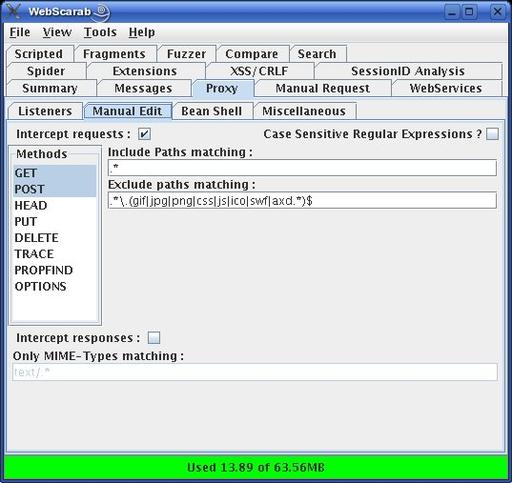 WebScarab
File View Tools Help
Scripted Fragments Fuzzer Compare Search
Spider Extensions XSS/CRLF SessionID Analysis
Summary Messages Proxy Manual Request WebServices
Listeners Manual Edit Bean Shell Miscellaneous
Intercept requests : Case Sensitive Regular Expressions ?
Methods
GET
POST
HEAD
PUT
DELETE
TRACE
PROPFIND
OPTIONS
Include Paths matching :
.*
Exclude paths matching :
.*\.(gif|jpg|png|css|js|ico|swf|axd.*)$
Intercept responses :
Only MIME-Types matching :
text/.*
Used 13.89 of 63.56MB